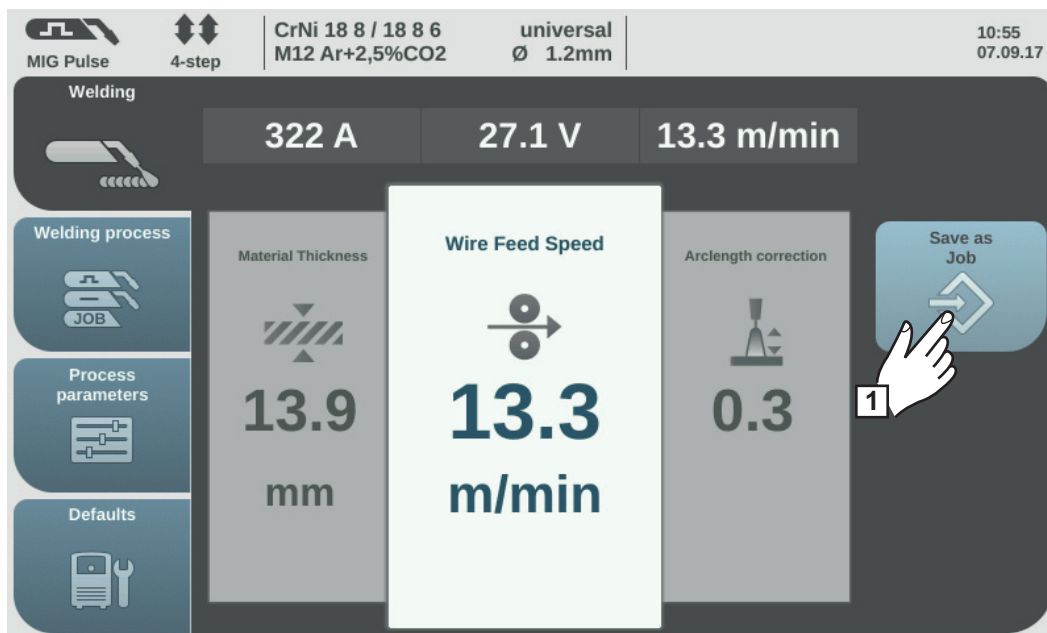 MIG Pulse
4-step
CrNi 18 8 / 18 8 6 universal
M12 Ar+2,5%CO2 Ø 1.2mm
10:55
07.09.17
Welding
322 A
27.1 V
13.3 m/min
Welding process
JOB
Process
parameters
Defaults
Material Thickness
13.9
mm
Wire Feed Speed
13.3
m/min
Arclength correction
0.3
Save as
Job
1